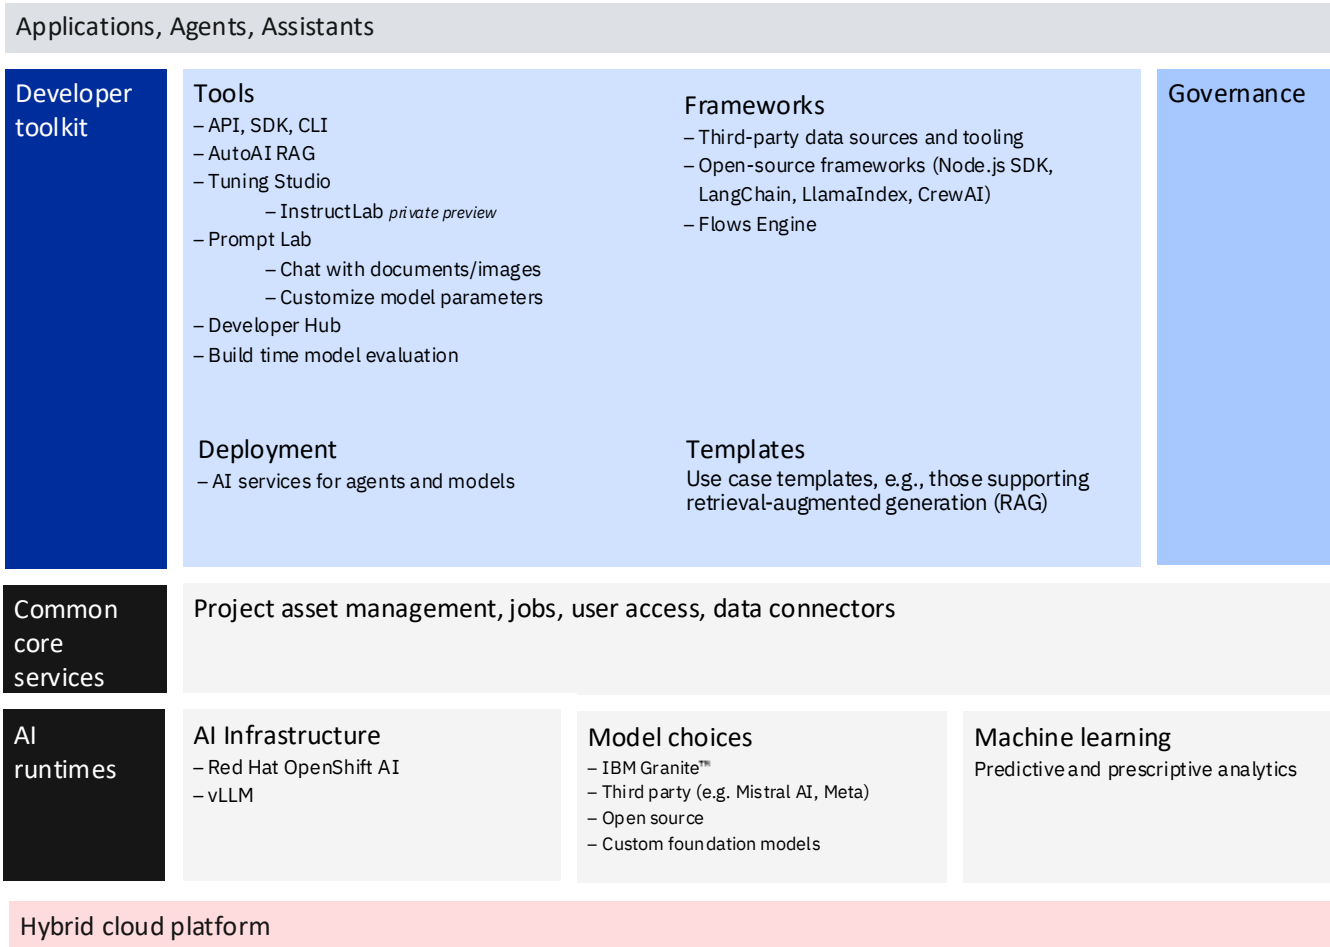 Applications, Agents, Assistants
Developer
toolkit
Tools
– API, SDK, CLI
– AutoAI RAG
– Tuning Studio
– InstructLab private preview
– Prompt Lab
– Chat with documents/images
– Customize model parameters
– Developer Hub
– Build time model evaluation
Frameworks
– Third-party data sources and tooling
– Open-source frameworks (Node.js SDK,
LangChain, LlamaIndex, CrewAI)
– Flows Engine
Deployment
– AI services for agents and models
Templates
Use case templates, e.g., those supporting
retrieval-augmented generation (RAG)
Governance
Common
core
services
Project asset management, jobs, user access, data connectors
AI
runtimes
AI Infrastructure
– Red Hat OpenShift AI
– vLLM
Model choices
– IBM Granite™
– Third party (e.g. Mistral AI, Meta)
– Open source
– Custom foundation models
Machine learning
Predictive and prescriptive analytics
Hybrid cloud platform